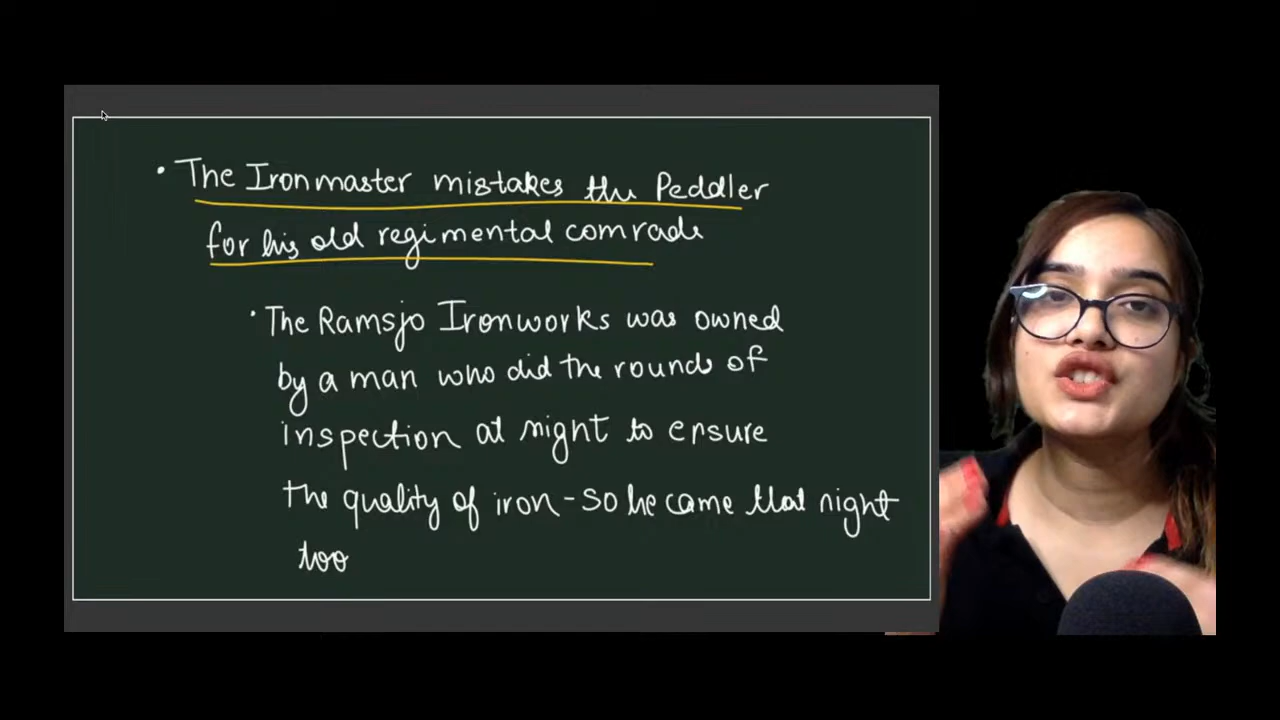 • The Ironmaster mistakes the Peddler
for his old regimental comrade
• The Ramsjo Ironworks was owned
by a man who did the rounds of
inspection at night to ensure
the quality of iron - so he came that night
too